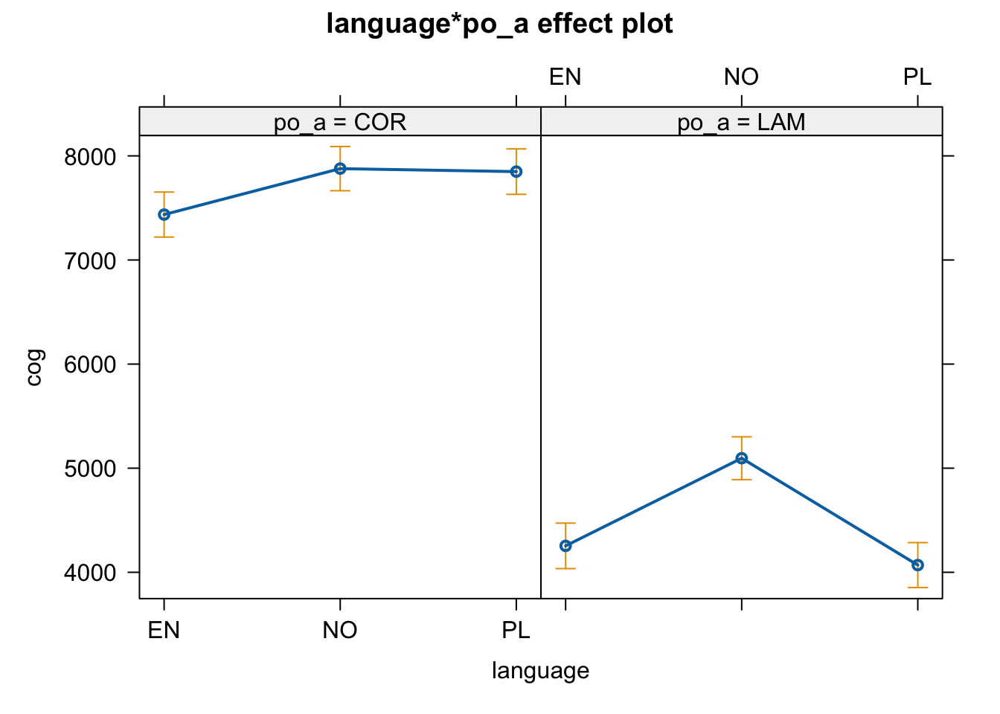 language*po_a effect plot
EN NO PL
po_a = COR po_a = LAM
8000
7000
6000
5000
4000
cog
EN NO PL
language